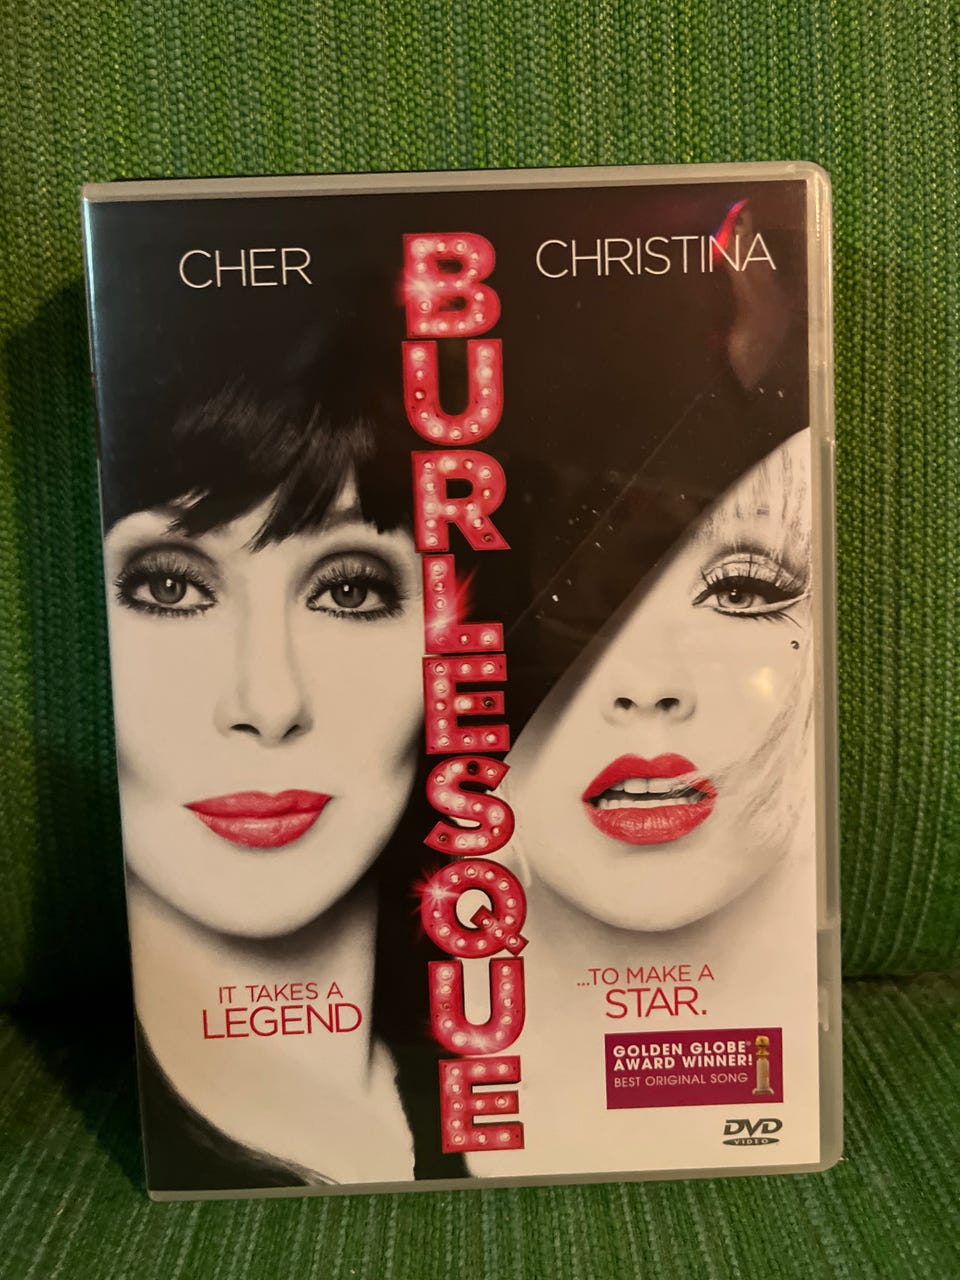 CHER
BURLESQUE
CHRISTINA
IT TAKES A
LEGEND
...TO MAKE A
STAR.
GOLDEN GLOBE®
AWARD WINNER!
BEST ORIGINAL SONG
DVD
VIDEO